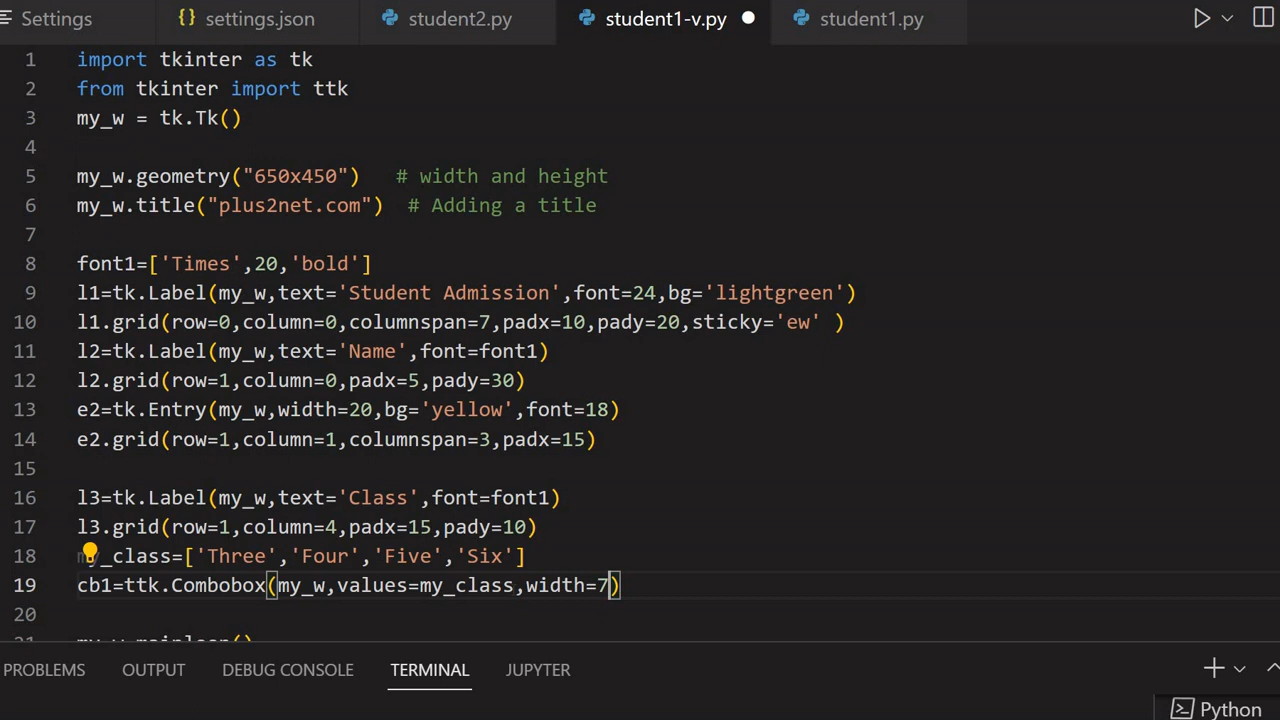 Settings {} settings.json student2.py student1-v.py student1.py
1 import tkinter as tk
2 from tkinter import ttk
3 my_w = tk.Tk()
4
5 my_w.geometry("650x450")   # width and height
6 my_w.title("plus2net.com")  # Adding a title
7
8 font1=['Times',20,'bold']
9 l1=tk.Label(my_w,text='Student Admission',font=24,bg='lightgreen')
10 l1.grid(row=0,column=0,columnspan=7,padx=10,pady=20,sticky='ew' )
11 l2=tk.Label(my_w,text='Name',font=font1)
12 l2.grid(row=1,column=0,padx=5,pady=30)
13 e2=tk.Entry(my_w,width=20,bg='yellow',font=18)
14 e2.grid(row=1,column=1,columnspan=3,padx=15)
15
16 l3=tk.Label(my_w,text='Class',font=font1)
17 l3.grid(row=1,column=4,padx=15,pady=10)
18 my_class=['Three','Four','Five','Six']
19 cb1=ttk.Combobox(my_w,values=my_class,width=7)
20
21 my_w.mainloop()
PROBLEMS OUTPUT DEBUG CONSOLE TERMINAL JUPYTER
Python